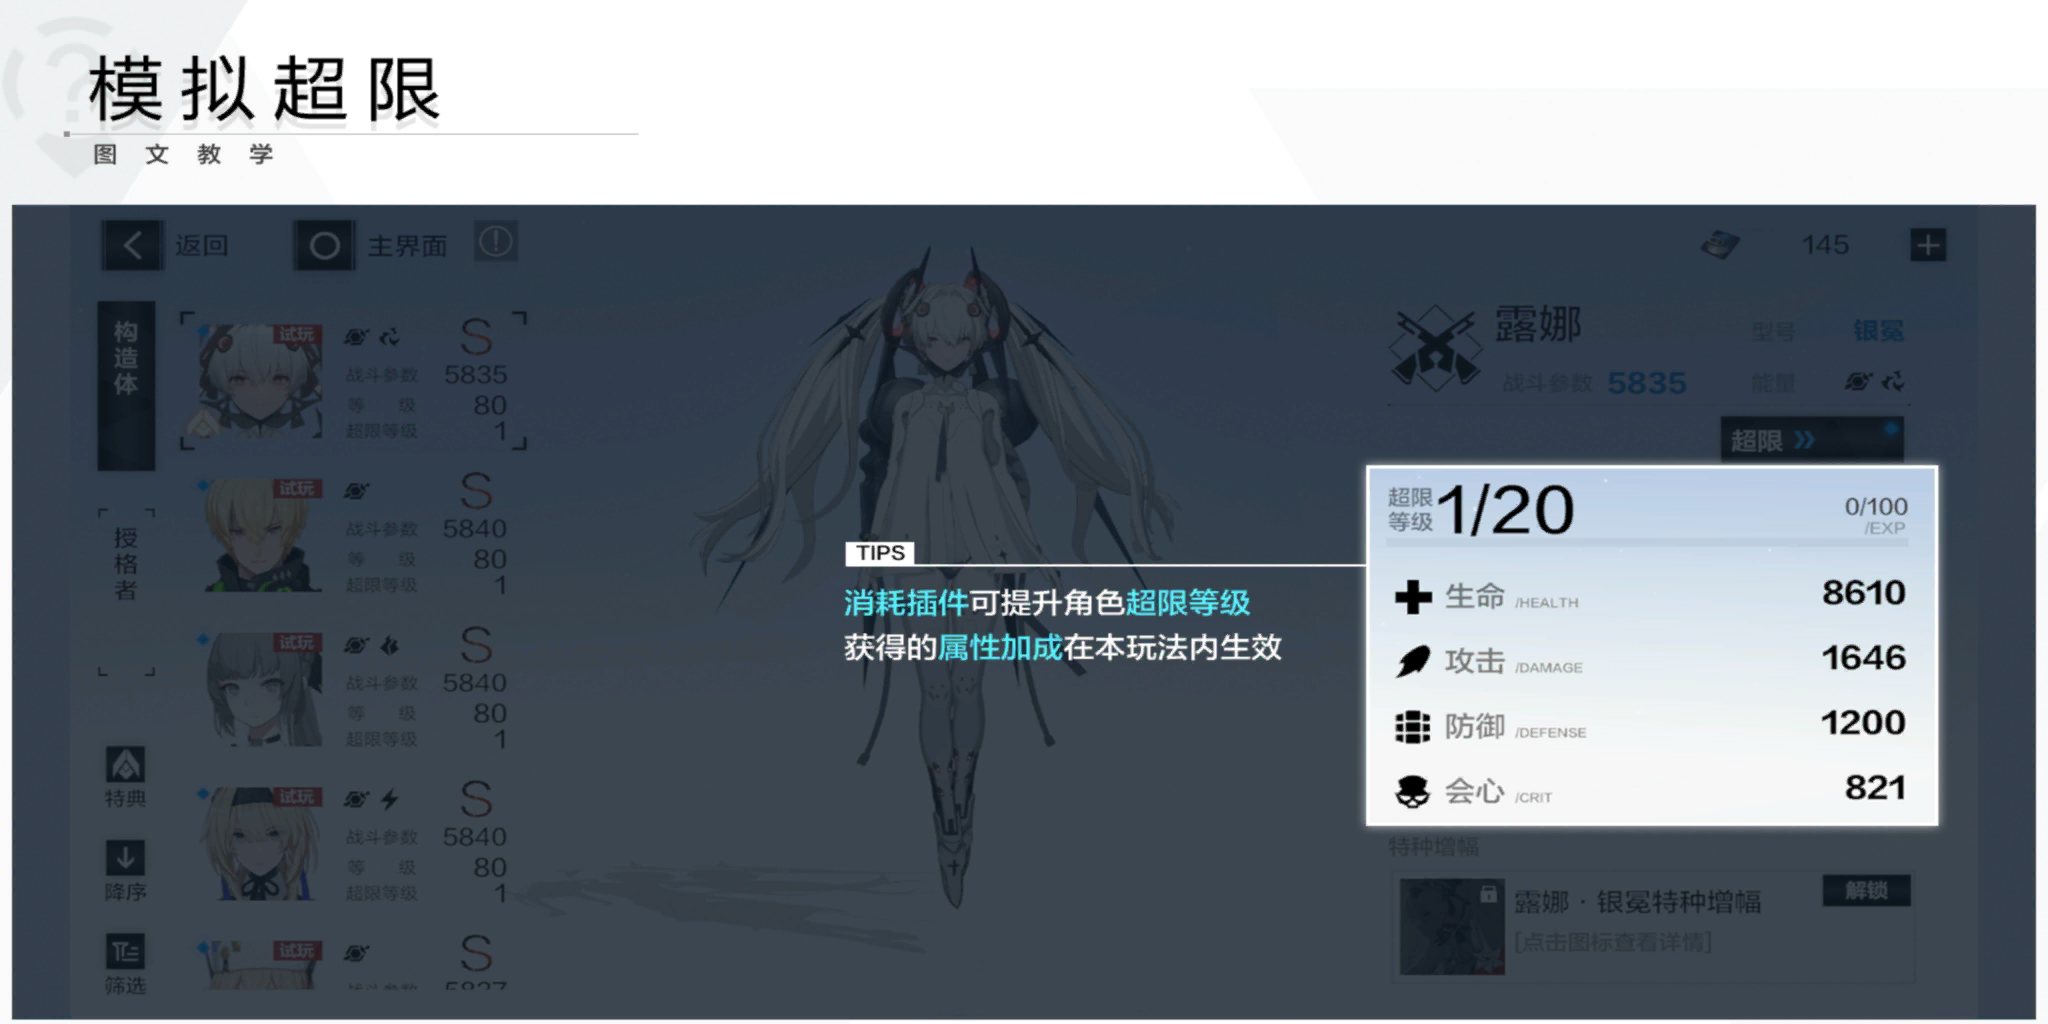 模拟超限
图文教学
返回
主界面
145
构造体
授格者
特典
降序
筛选
试玩
S
战斗参数 5835
等级 80
超限等级 1
试玩
S
战斗参数 5840
等级 80
超限等级 1
试玩
S
战斗参数 5840
等级 80
超限等级 1
试玩
S
战斗参数 5840
等级 80
超限等级 1
试玩
S
TIPS
消耗插件可提升角色超限等级
获得的属性加成在本玩法内生效
露娜 型号 银冕
战斗参数 5835 能量
超限
超限等级 1/20 0/100
/EXP
生命 /HEALTH 8610
攻击 /DAMAGE 1646
防御 /DEFENSE 1200
会心 /CRIT 821
特种增幅
露娜·银冕特种增幅 解锁
[点击图标查看详情]